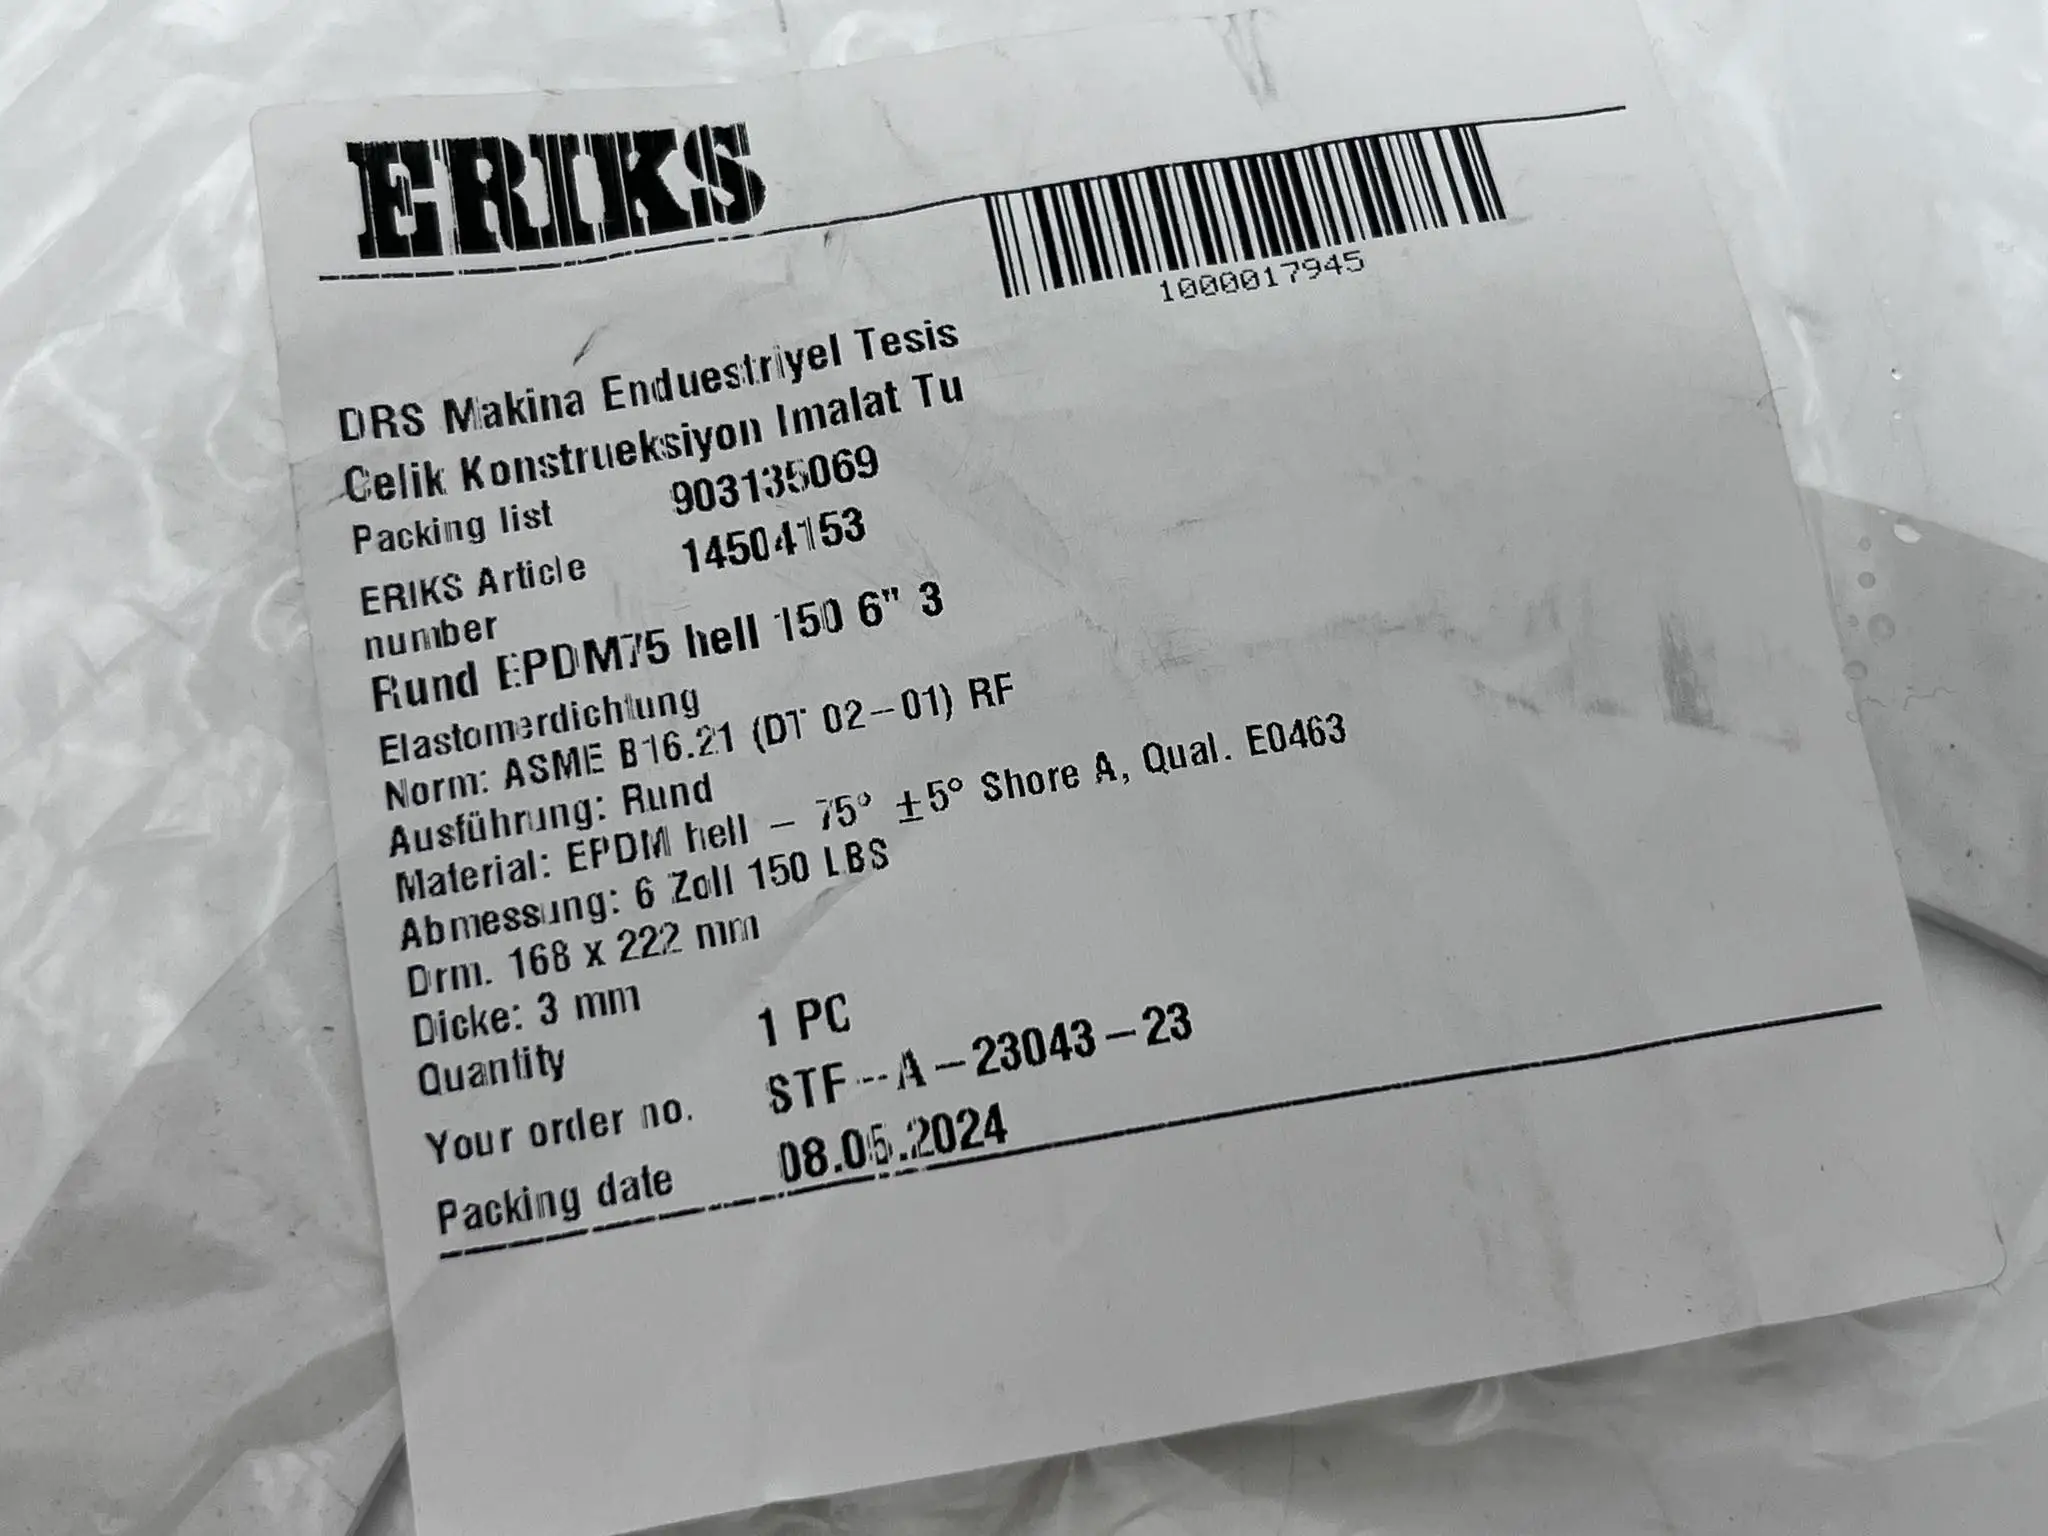 ERIKS
1000017945
DRS Makina Enduestriyel Tesis
Celik Konstrueksiyon Imalat Tu
Packing list 903135069
ERIKS Article 14504153
number
Rund EPDM75 hell 150 6" 3
Elastomerdichtung
Norm: ASME B16.21 (DT 02-01) RF
Ausführung: Rund
Material: EPDM hell - 75° ±5° Shore A, Qual. E0463
Abmessung: 6 Zoll 150 LBS
Drm. 168 x 222 mm
Dicke: 3 mm
Quantity 1 PC
Your order no. STF-A-23043-23
Packing date 08.05.2024